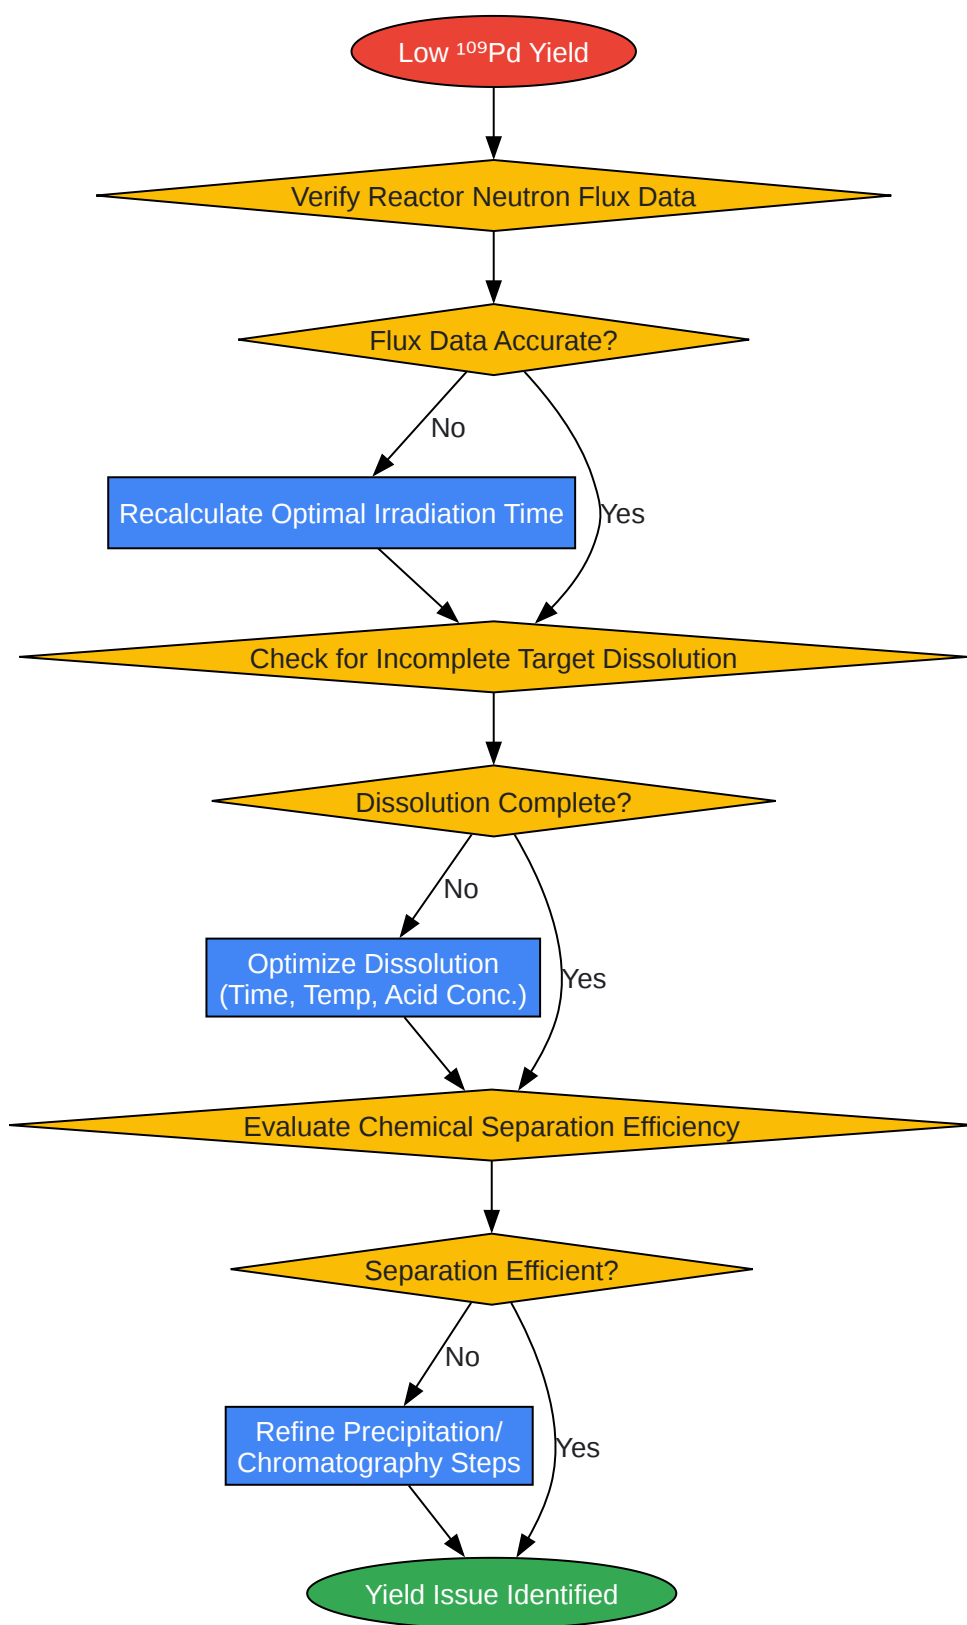 Low ¹⁰⁹Pd Yield
Verify Reactor Neutron Flux Data
Flux Data Accurate?
No
Recalculate Optimal Irradiation Time
Yes
Check for Incomplete Target Dissolution
Dissolution Complete?
No
Optimize Dissolution
(Time, Temp, Acid Conc.)
Yes
Evaluate Chemical Separation Efficiency
Separation Efficient?
No
Refine Precipitation/
Chromatography Steps
Yes
Yield Issue Identified